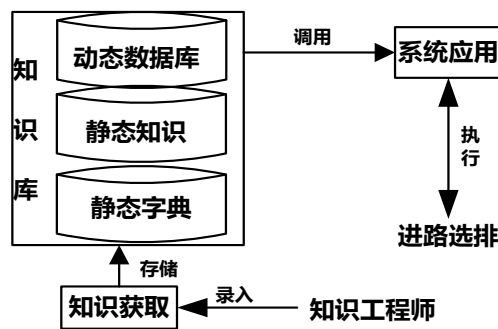 知识库
动态数据库
静态知识
静态字典
调用
系统应用
执行
进路选排
存储
知识获取
录入
知识工程师